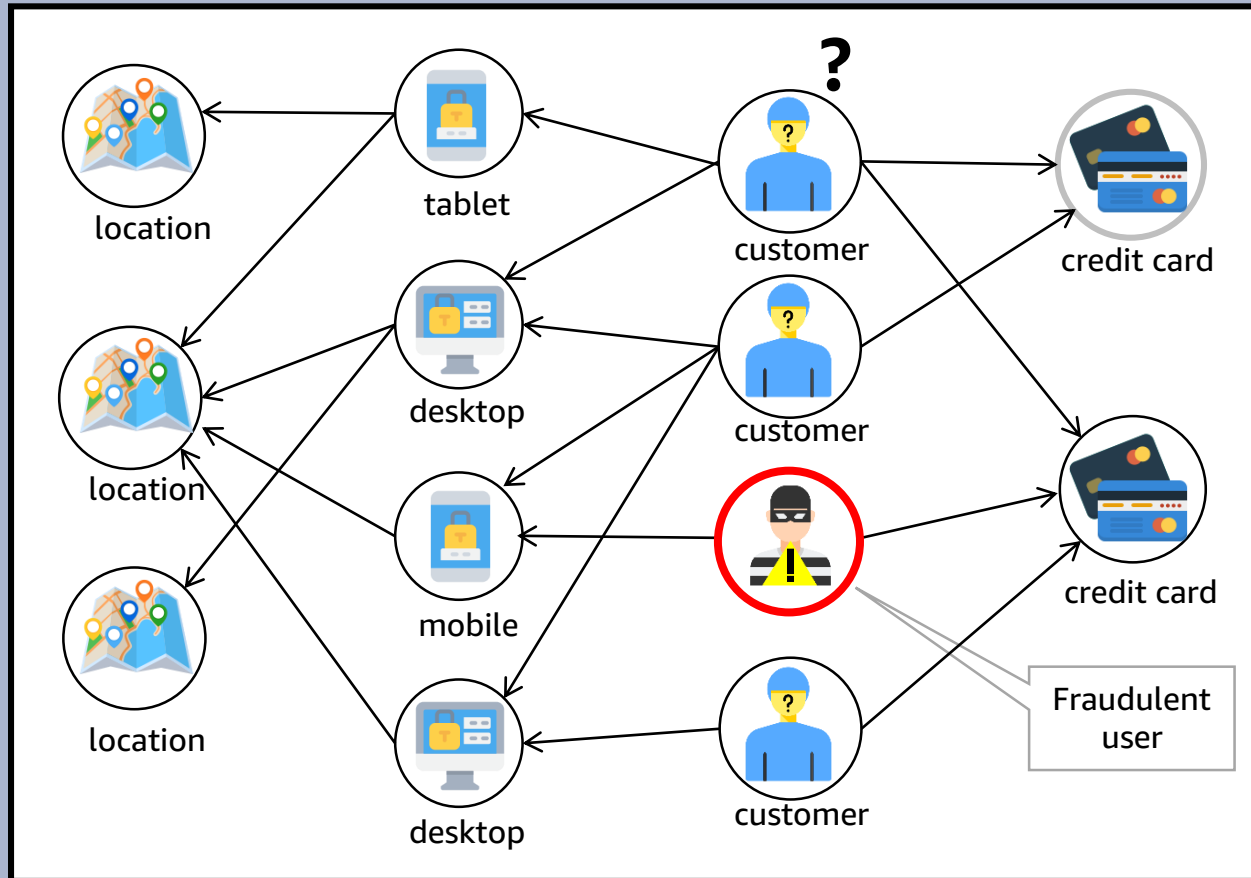 ?
?
location
tablet
customer
credit card
?
location
desktop
customer
mobile
!
credit card
location
Fraudulent
user
?
desktop
customer